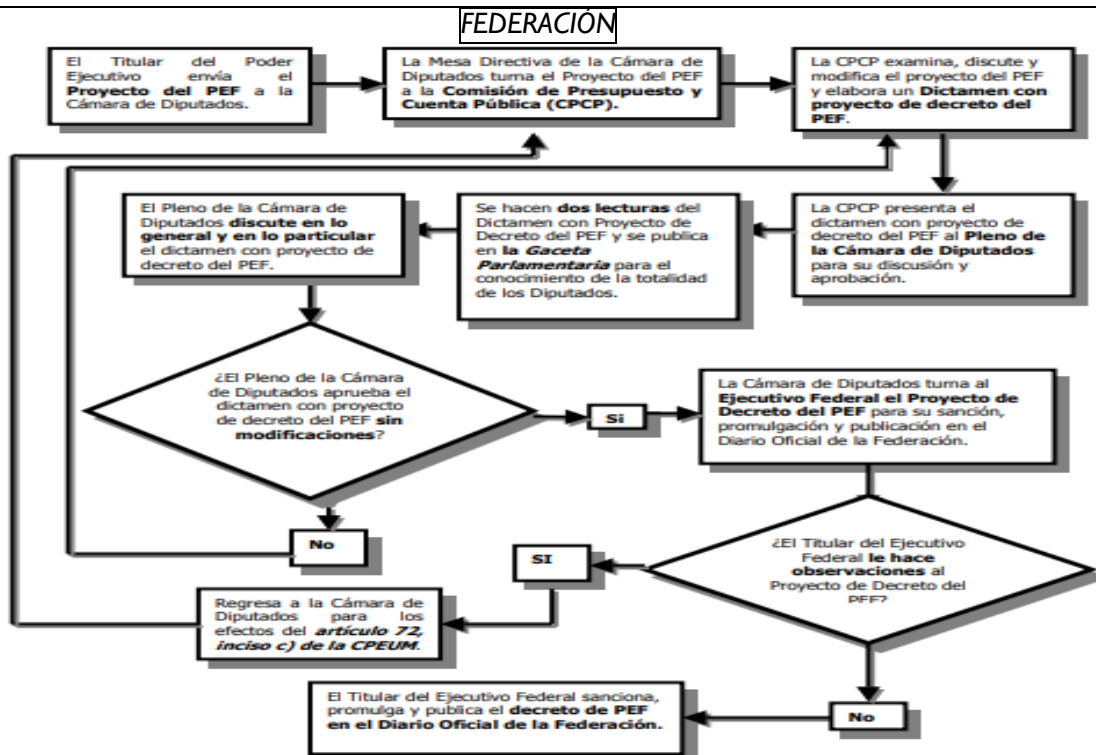 FEDERACIÓN
El Titular del Poder
Ejecutivo envía el
Proyecto del PEF a la
Cámara de Diputados.
La Mesa Directiva de la Cámara de
Diputados turna el Proyecto del PEF
a la Comisión de Presupuesto y
Cuenta Pública (CPCP).
La CPCP examina, discute y
modifica el proyecto del PEF
y elabora un Dictamen con
proyecto de decreto del
PEF.
El Pleno de la Cámara de
Diputados discute en lo
general y en lo particular
el dictamen con proyecto de
decreto del PEF.
Se hacen dos lecturas del
Dictamen con Proyecto de
Decreto del PEF y se publica
en la Gaceta
Parlamentaria para el
conocimiento de la totalidad
de los Diputados.
La CPCP presenta el
dictamen con proyecto de
decreto del PEF al Pleno de
la Cámara de Diputados
para su discusión y
aprobación.
¿El Pleno de la Cámara
de Diputados aprueba el
dictamen con proyecto
de decreto del PEF sin
modificaciones?
Si
La Cámara de Diputados turna al
Ejecutivo Federal el Proyecto de
Decreto del PEF para su sanción,
promulgación y publicación en el
Diario Oficial de la Federación.
No
SI
¿El Titular del Ejecutivo
Federal le hace
observaciones al
Proyecto de Decreto del
PEF?
Regresa a la Cámara de
Diputados para los
efectos del artículo 72,
inciso c) de la CPEUM.
El Titular del Ejecutivo Federal sanciona,
promulga y publica el decreto de PEF
en el Diario Oficial de la Federación.
No